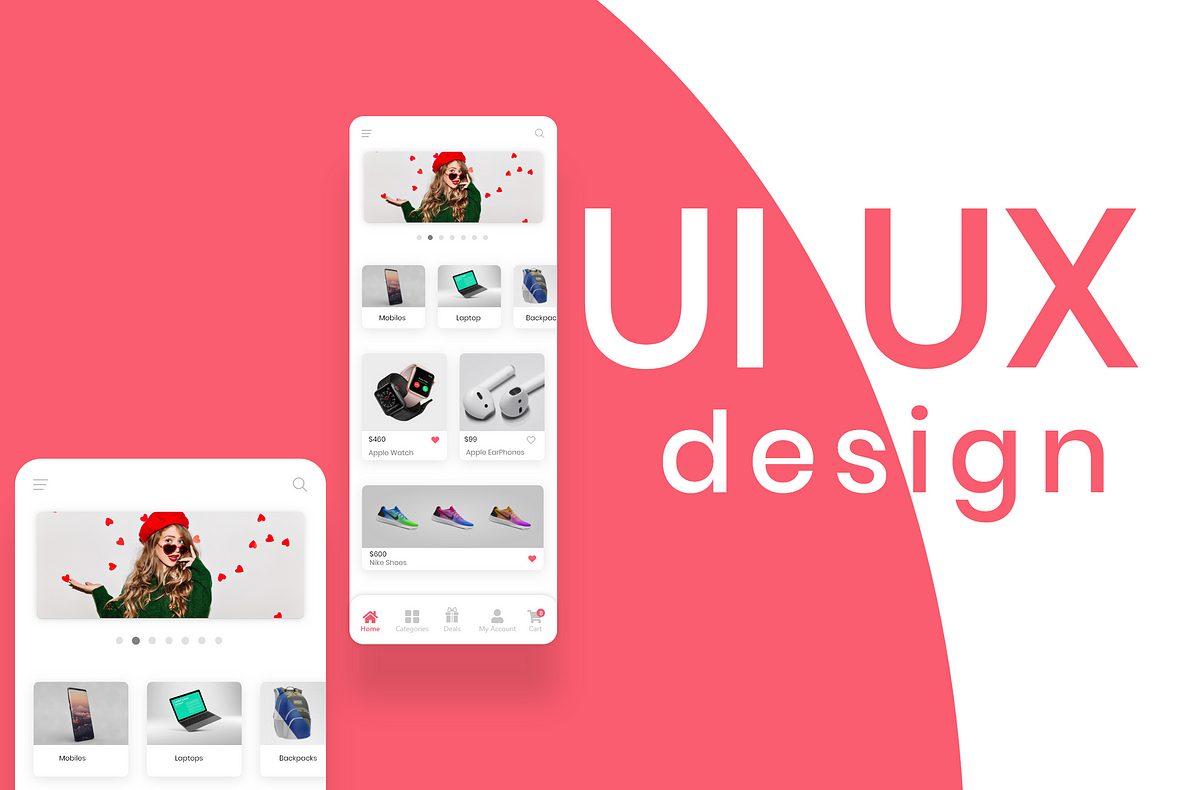 UI UX
design
Mobiles
Laptop
Backpac
$460
Apple Watch
$99
Apple EarPhones
$600
Nike Shoes
Home
Categories
Deals
My Account
Cart
Mobiles
Laptops
Backpacks